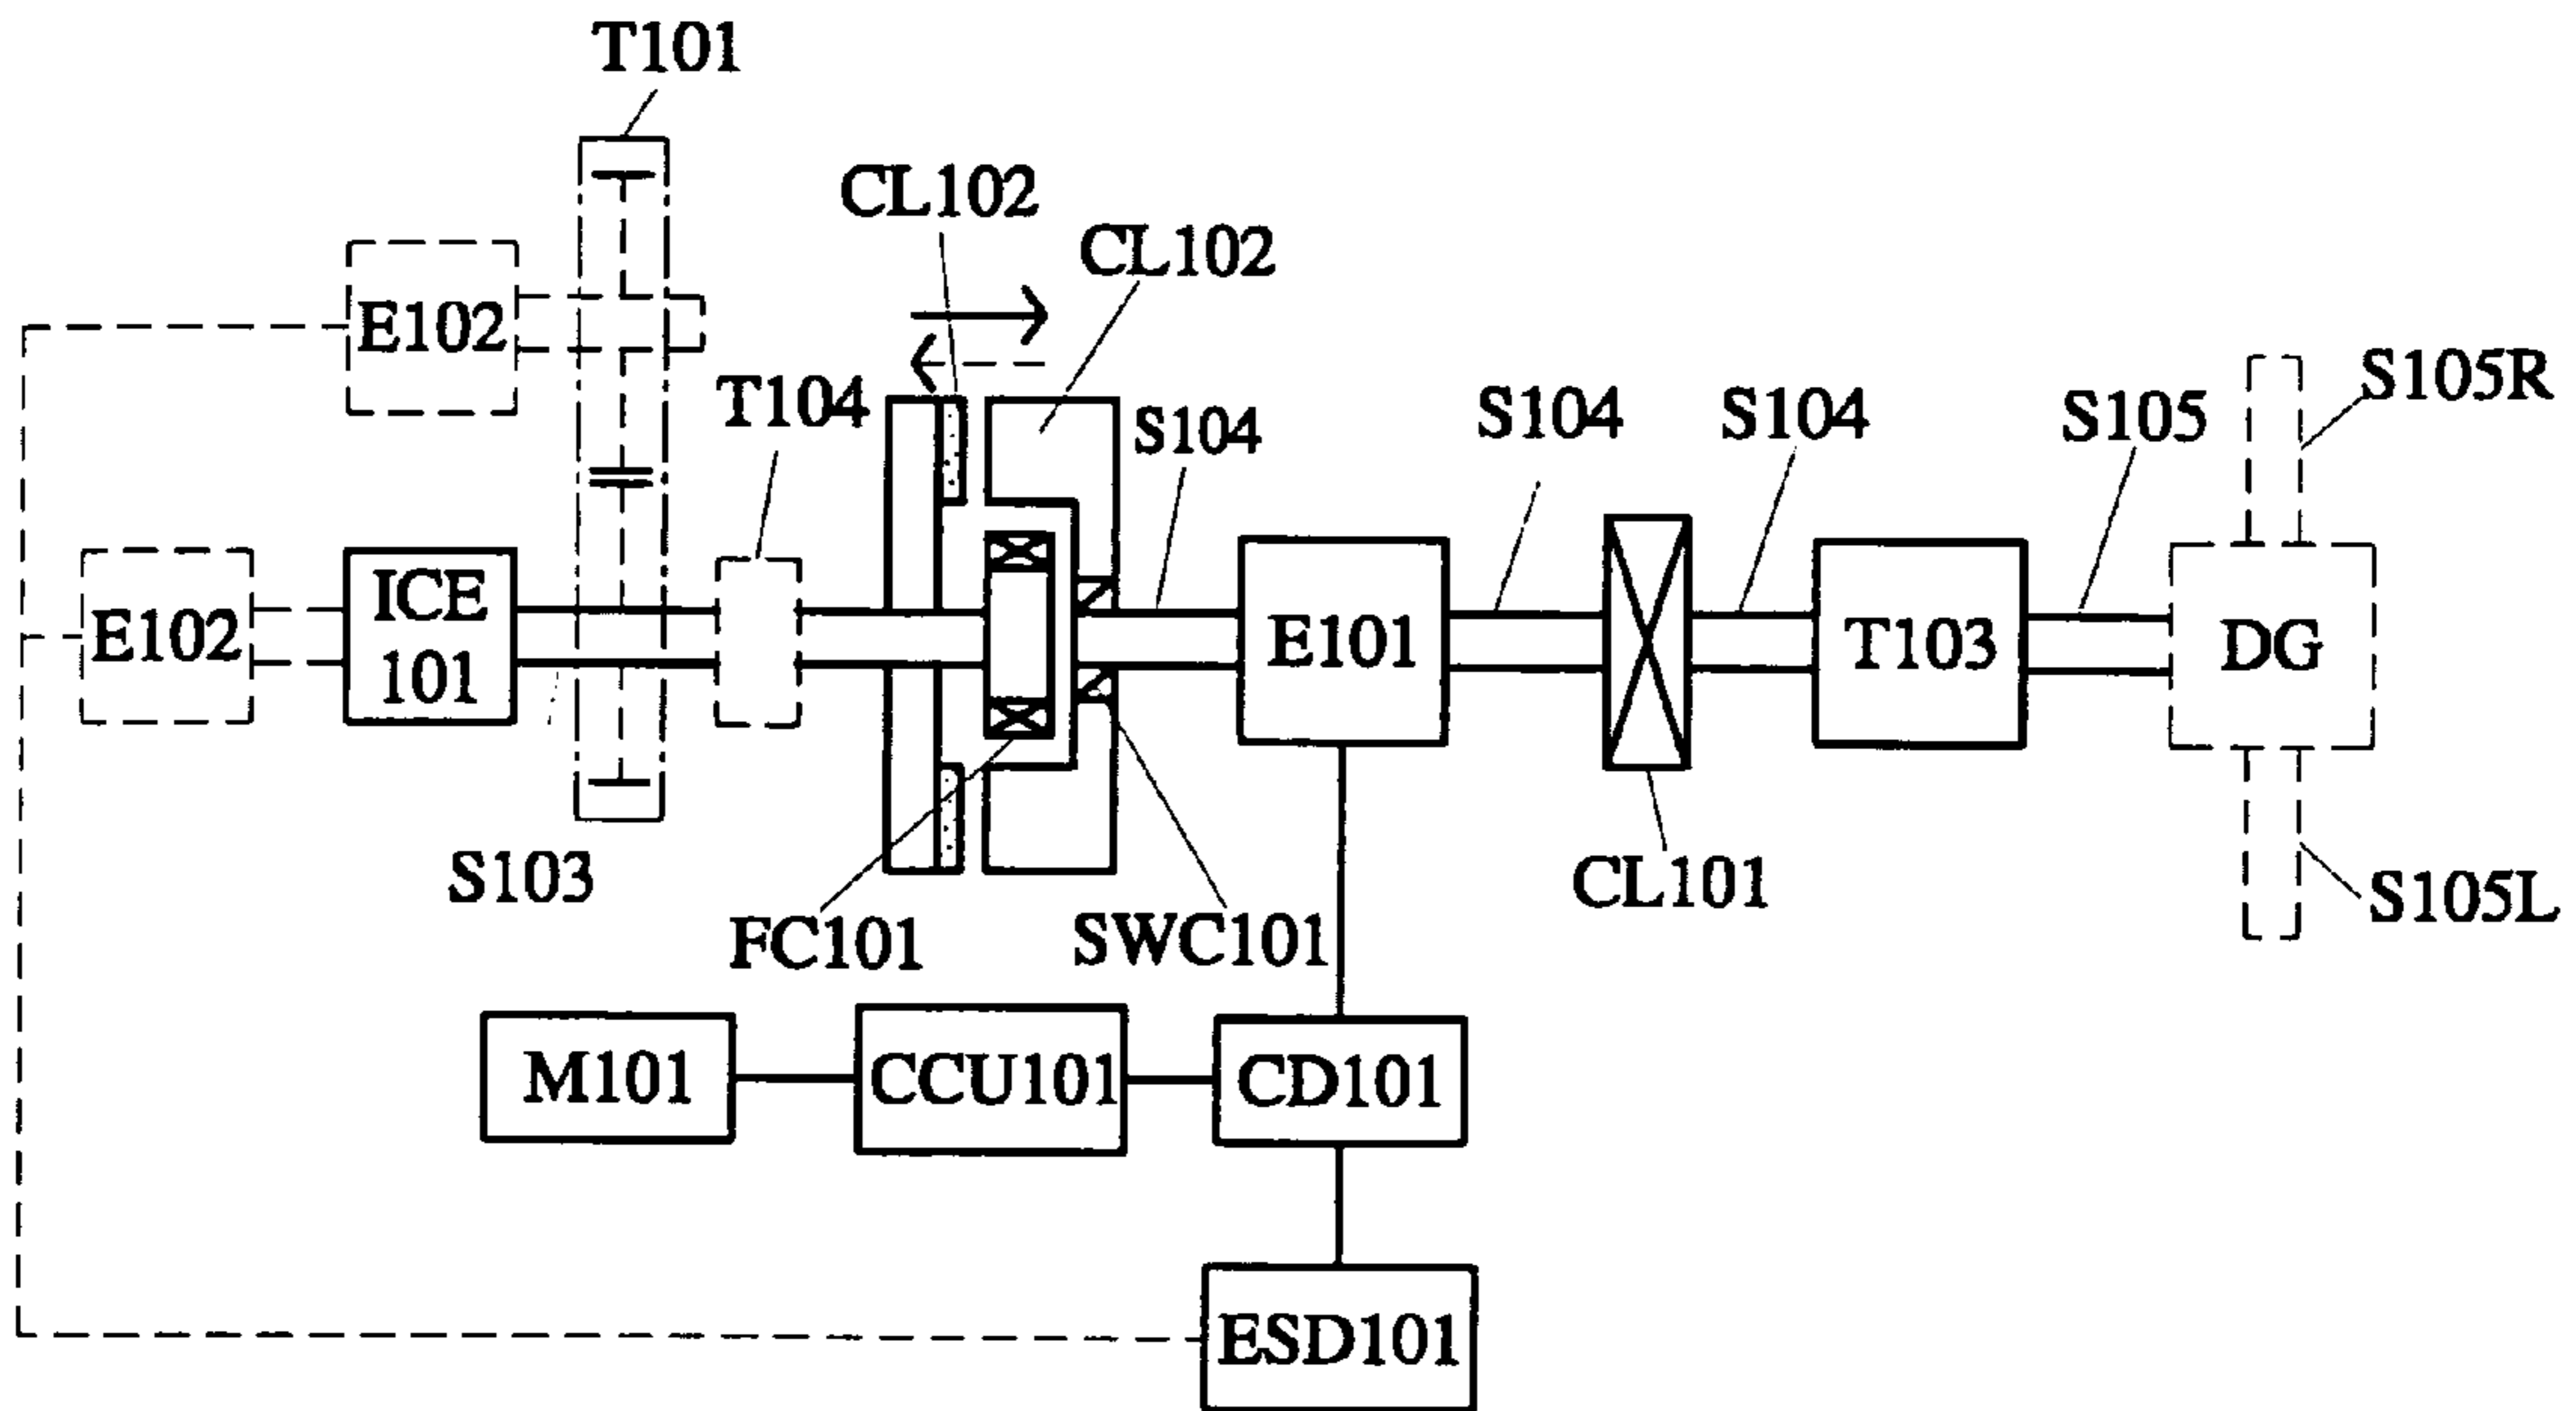 T101
CL102
CL102
E102
T104
S104
S104
S104
S105
S105R
E102
ICE
101
E101
T103
DG
S103
FC101
SWC101
CL101
S105L
M101
CCU101
CD101
ESD101